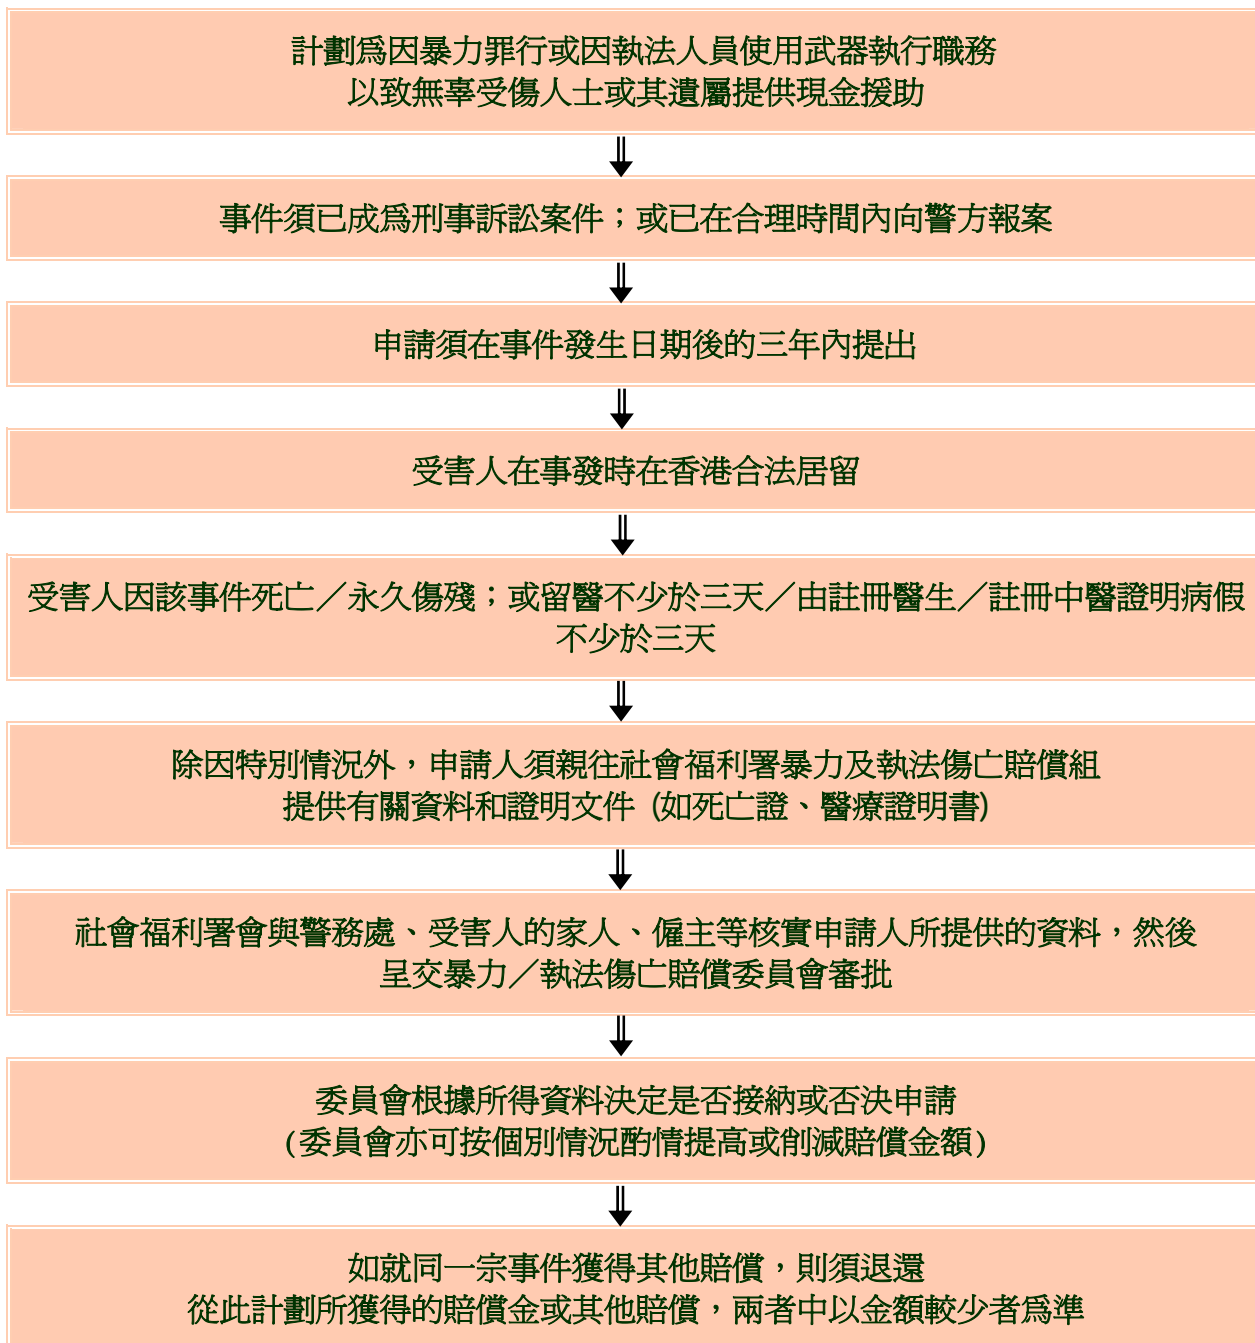 計劃為因暴力罪行或因執法人員使用武器執行職務
以致無辜受傷人士或其遺屬提供現金援助
事件須已成為刑事訴訟案件；或已在合理時間內向警方報案
申請須在事件發生日期後的三年內提出
受害人在事發時在香港合法居留
受害人因該事件死亡／永久傷殘；或留醫不少於三天／由註冊醫生／註冊中醫證明病假
不少於三天
除因特別情況外，申請人須親往社會福利署暴力及執法傷亡賠償組
提供有關資料和證明文件 (如死亡證、醫療證明書)
社會福利署會與警務處、受害人的家人、僱主等核實申請人所提供的資料，然後
呈交暴力／執法傷亡賠償委員會審批
委員會根據所得資料決定是否接納或否決申請
(委員會亦可按個別情況酌情提高或削減賠償金額)
如就同一宗事件獲得其他賠償，則須退還
從此計劃所獲得的賠償金或其他賠償，兩者中以金額較少者為準